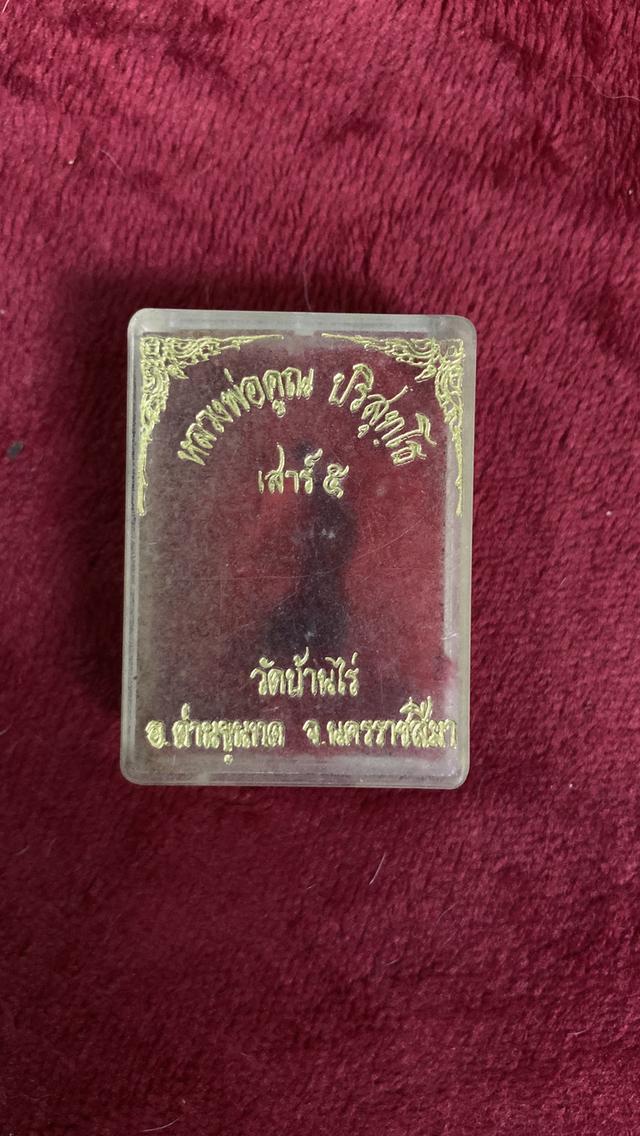 หลวงพ่อคูณ ปริสุทฺโธ
เสาร์ ๕
วัดบ้านไร่
อ.ด่านขุนทด จ.นครราชสีมา